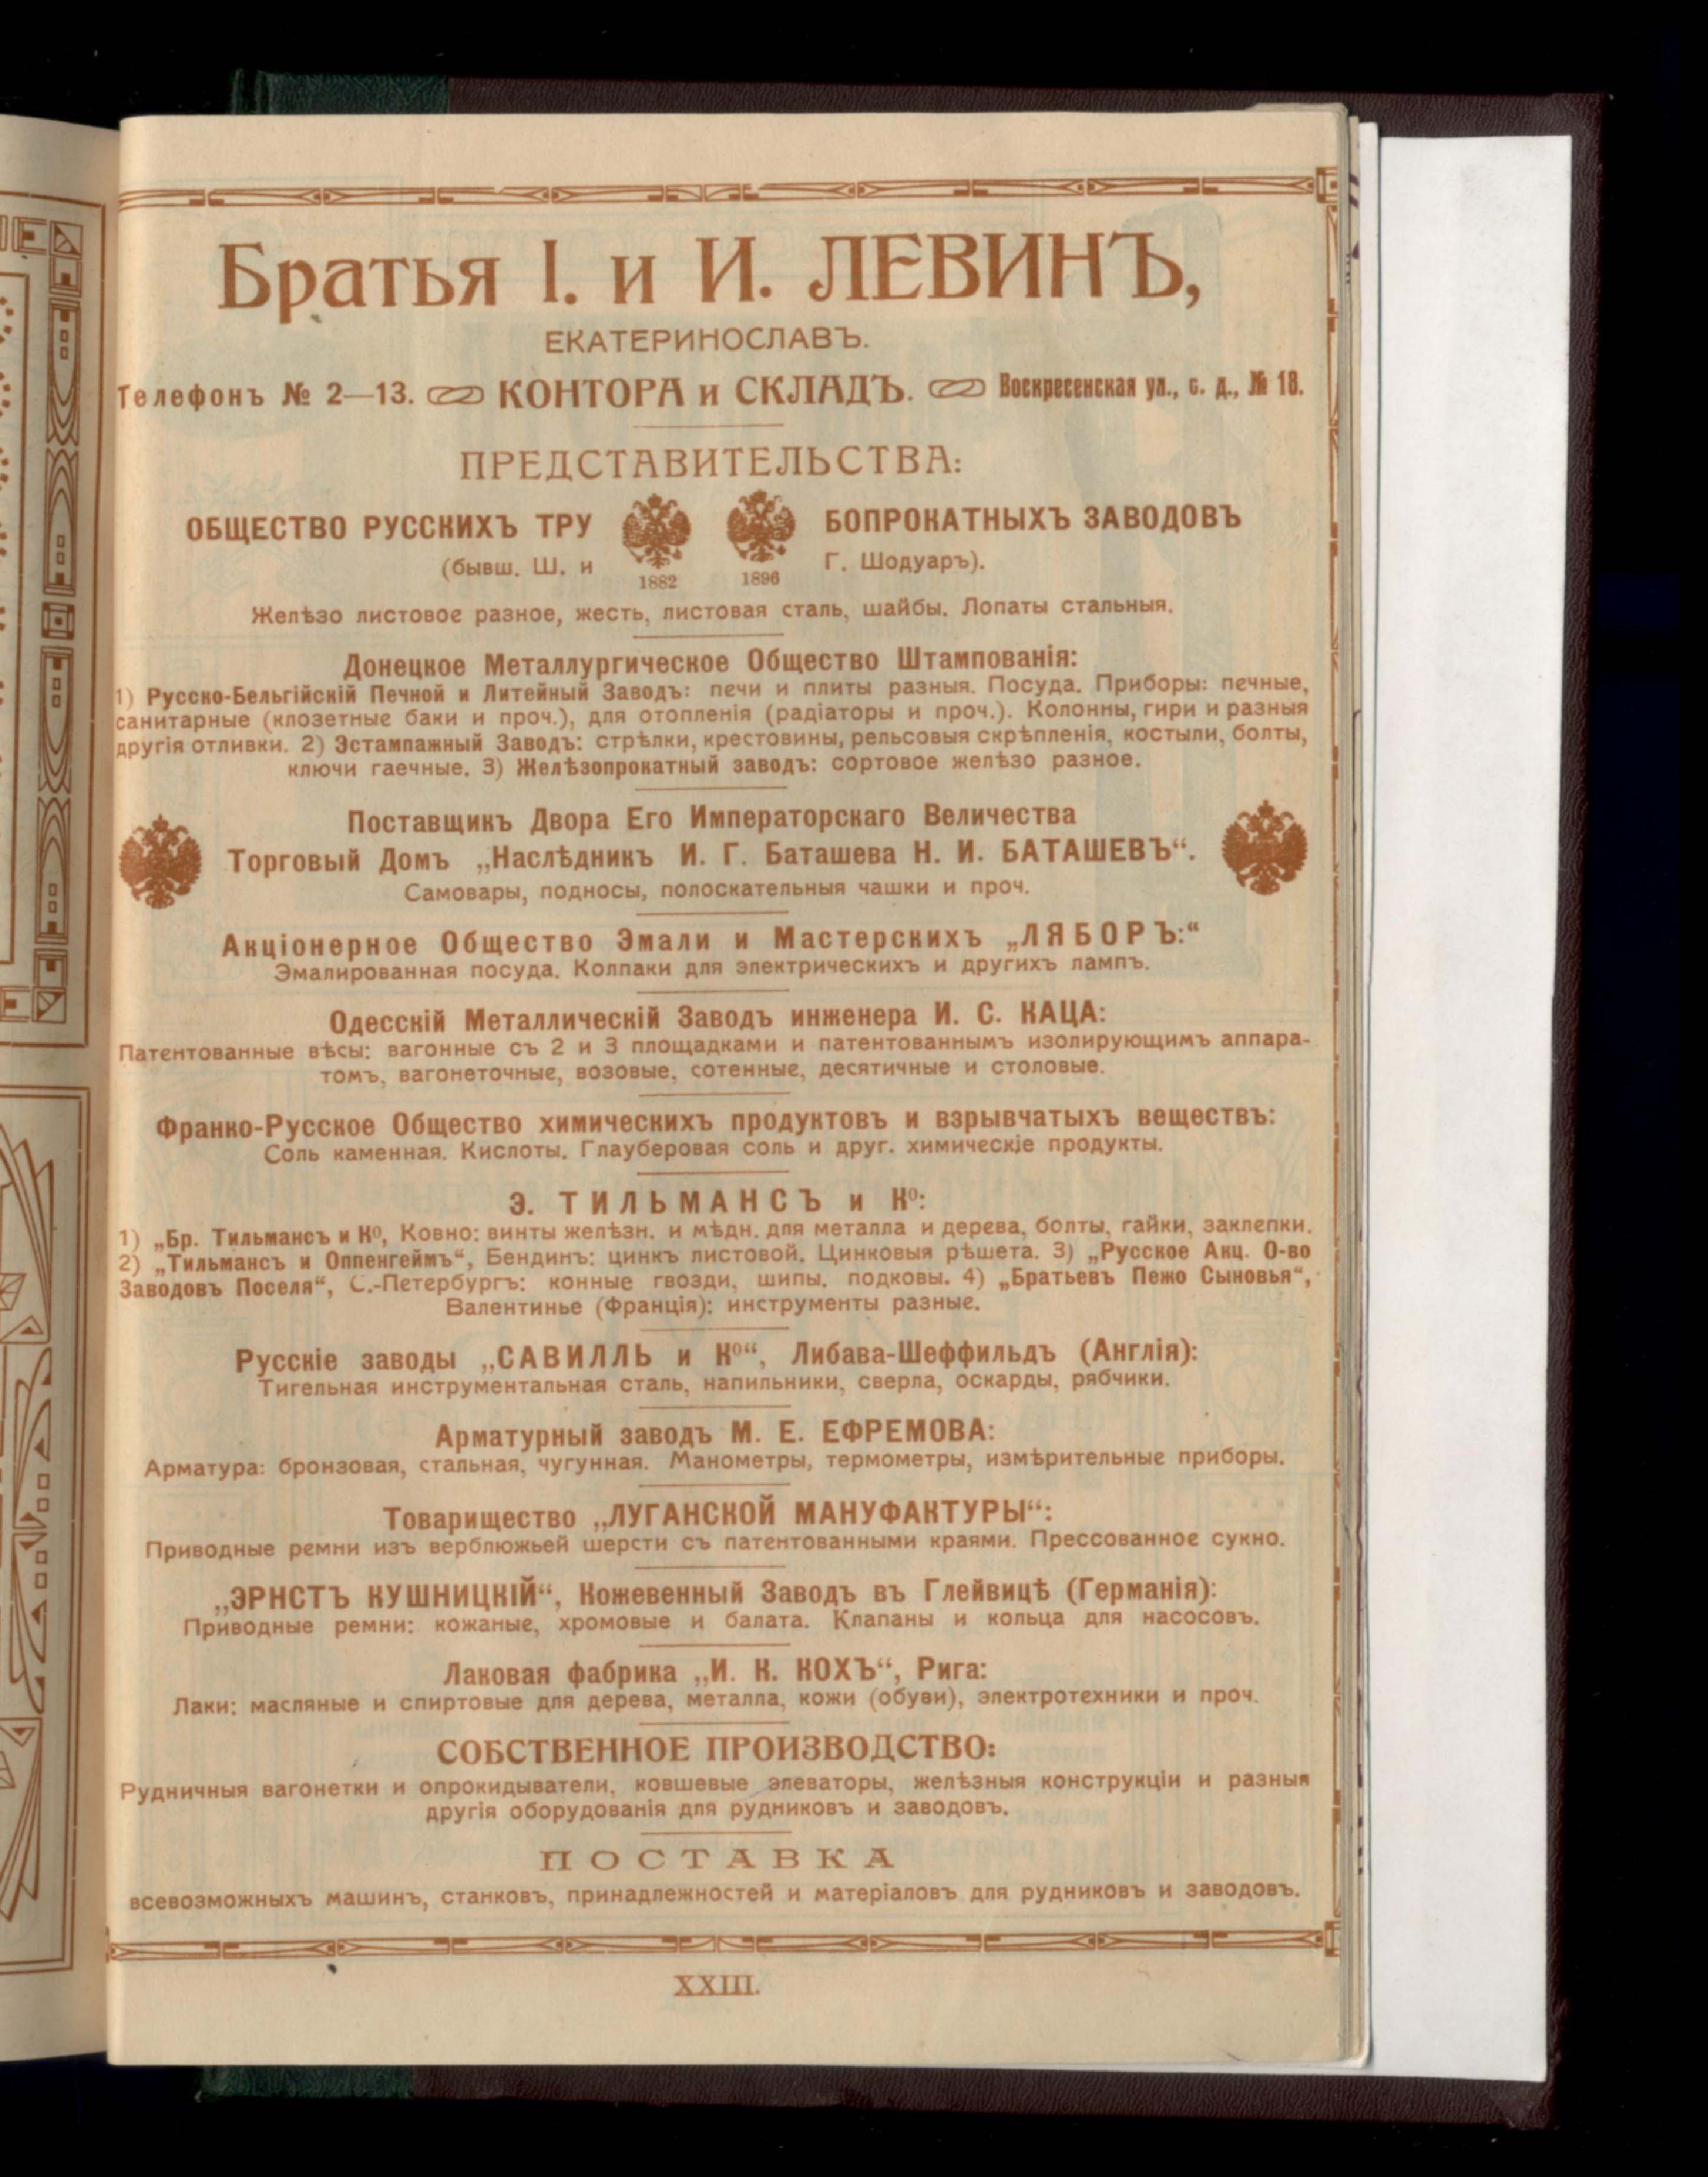 Братья І. и И. ЛЕВИНЪ,
ЕКАТЕРИНОСЛАВЪ.
Телефонъ № 2—13. КОНТОРА и СКЛАДЪ. Воскресенская ул., с. д., № 18.
ПРЕДСТАВИТЕЛЬСТВА:
ОБЩЕСТВО РУССКИХЪ ТРУ БОПРОКАТНЫХЪ ЗАВОДОВЪ
(бывш. Ш. и 1882 1896 Г. Шодуаръ).
Желѣзо листовое разное, жесть, листовая сталь, шайбы. Лопаты стальныя.
Донецкое Металлургическое Общество Штампованія:
1) Русско-Бельгійскій Печной и Литейный Заводъ: печи и плиты разныя. Посуда. Приборы: печные,
санитарные (клозетные баки и проч.), для отопленія (радіаторы и проч.). Колонны, гири и разныя
другія отливки. 2) Эстампажный Заводъ: стрѣлки, крестовины, рельсовыя скрѣпленія, костыли, болты,
ключи гаечные. 3) Желѣзопрокатный заводъ: сортовое желѣзо разное.
Поставщикъ Двора Его Императорскаго Величества
Торговый Домъ „Наслѣдникъ И. Г. Баташева Н. И. БАТАШЕВЪ“.
Самовары, подносы, полоскательныя чашки и проч.
Акціонерное Общество Эмали и Мастерскихъ „ЛЯБОРЪ:“
Эмалированная посуда. Колпаки для электрическихъ и другихъ лампъ.
Одесскій Металлическій Заводъ инженера И. С. КАЦА:
Патентованные вѣсы: вагонные съ 2 и 3 площадками и патентованнымъ изолирующимъ аппара-
томъ, вагонеточные, возовые, сотенные, десятичные и столовые.
Франко-Русское Общество химическихъ продуктовъ и взрывчатыхъ веществъ:
Соль каменная. Кислоты. Глауберовая соль и друг. химическіе продукты.
Э. ТИЛЬМАНСЪ и Ко:
1) „Бр. Тильмансъ и Ко, Ковно: винты желѣзн. и мѣдн. для металла и дерева, болты, гайки, заклепки.
2) „Тильмансъ и Оппенгеймъ“, Бендинъ: цинкъ листовой. Цинковыя рѣшета. 3) „Русское Акц. О-во
Заводовъ Поселя“, С.-Петербургъ: конные гвозди, шипы, подковы. 4) „Братьевъ Пежо Сыновья“,
Валентинье (Франція): инструменты разные.
Русскіе заводы „САВИЛЛЬ и Ко“, Либава-Шеффильдъ (Англія):
Тигельная инструментальная сталь, напильники, сверла, оскарды, рябчики.
Арматурный заводъ М. Е. ЕФРЕМОВА:
Арматура: бронзовая, стальная, чугунная. Манометры, термометры, измѣрительные приборы.
Товарищество „ЛУГАНСКОЙ МАНУФАКТУРЫ“:
Приводные ремни изъ верблюжьей шерсти съ патентованными краями. Прессованное сукно.
„ЭРНСТЪ КУШНИЦКІЙ“, Кожевенный Заводъ въ Глейвицѣ (Германія):
Приводные ремни: кожаные, хромовые и балата. Клапаны и кольца для насосовъ.
Лаковая фабрика „И. К. КОХЪ“, Рига:
Лаки: масляные и спиртовые для дерева, металла, кожи (обуви), электротехники и проч.
СОБСТВЕННОЕ ПРОИЗВОДСТВО:
Рудничныя вагонетки и опрокидыватели, ковшевые элеваторы, желѣзныя конструкціи и разныя
другія оборудованія для рудниковъ и заводовъ.
ПОСТАВКА
всевозможныхъ машинъ, станковъ, принадлежностей и матеріаловъ для рудниковъ и заводовъ.
XXIII.